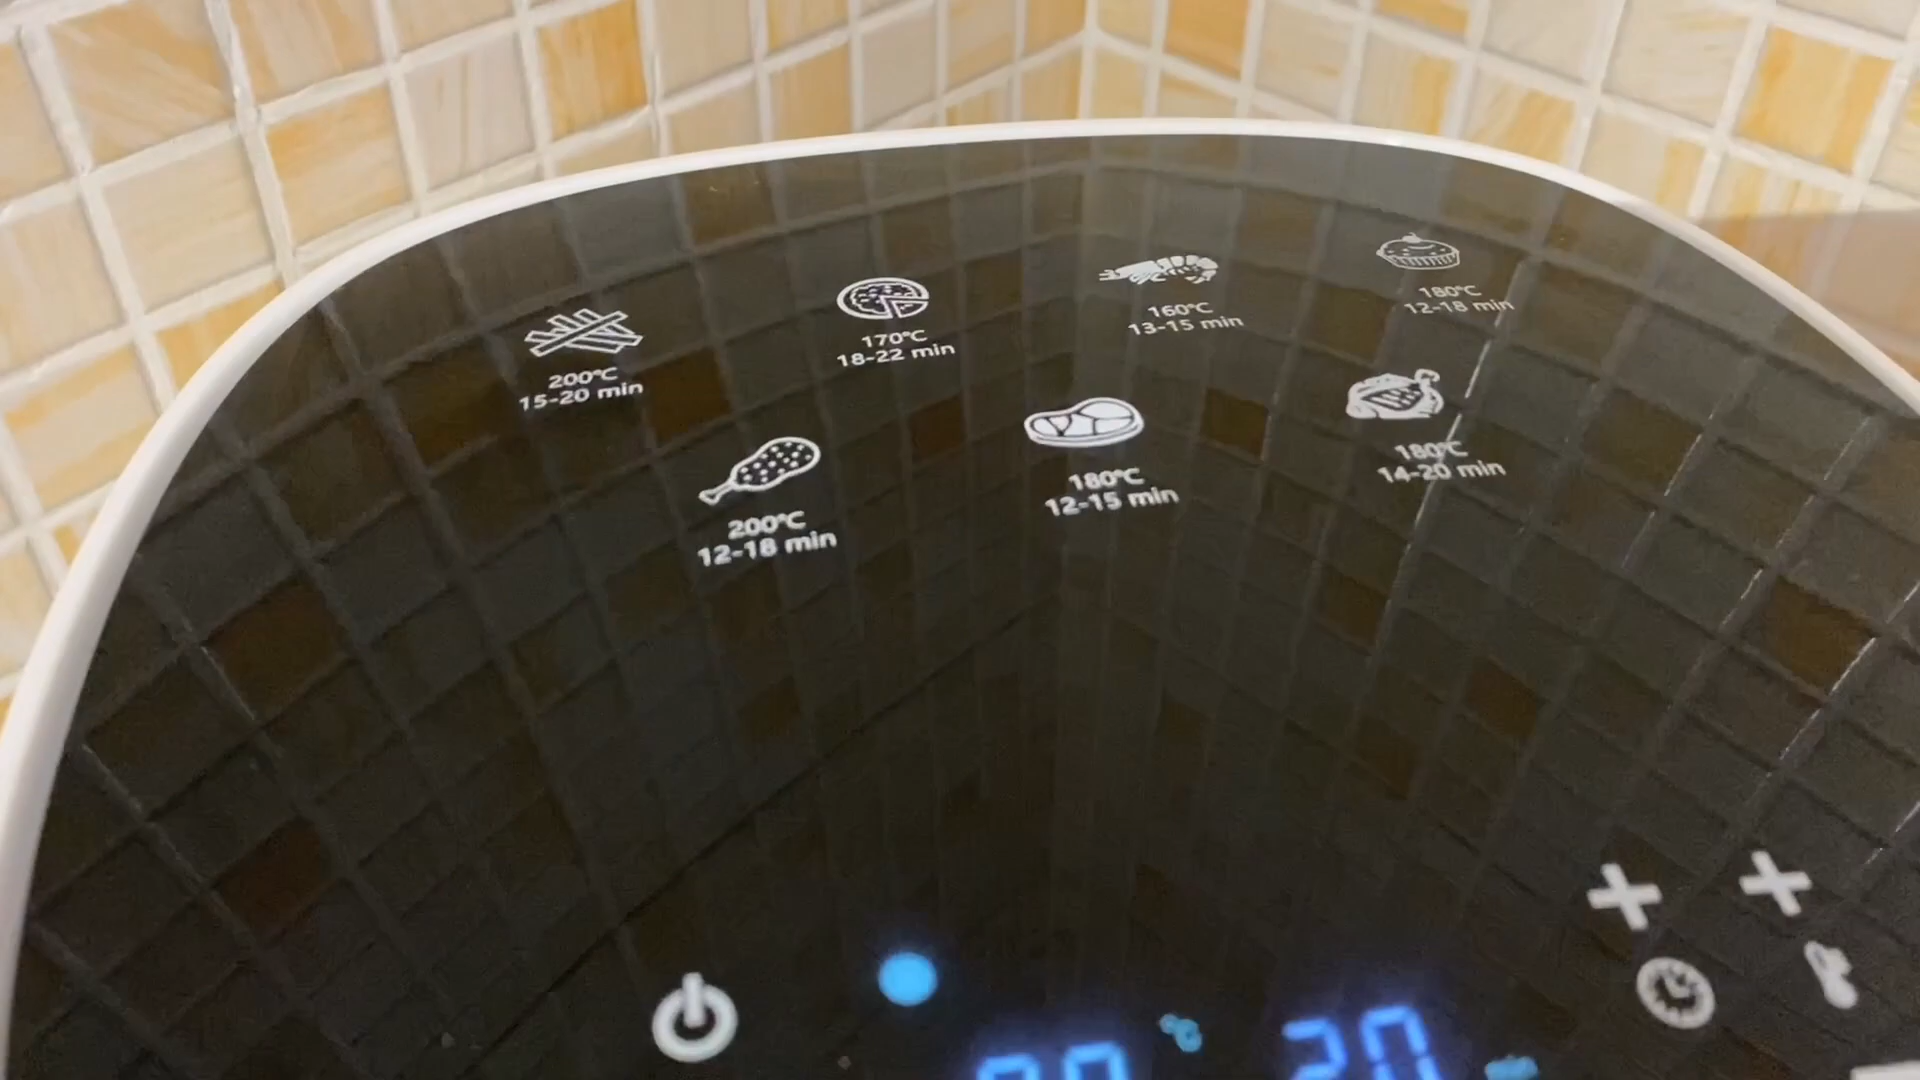 200°C
15-20 min
170°C
18-22 min
160°C
13-15 min
180°C
12-18 min
200°C
12-18 min
180°C
12-15 min
180°C
14-20 min
°C
20